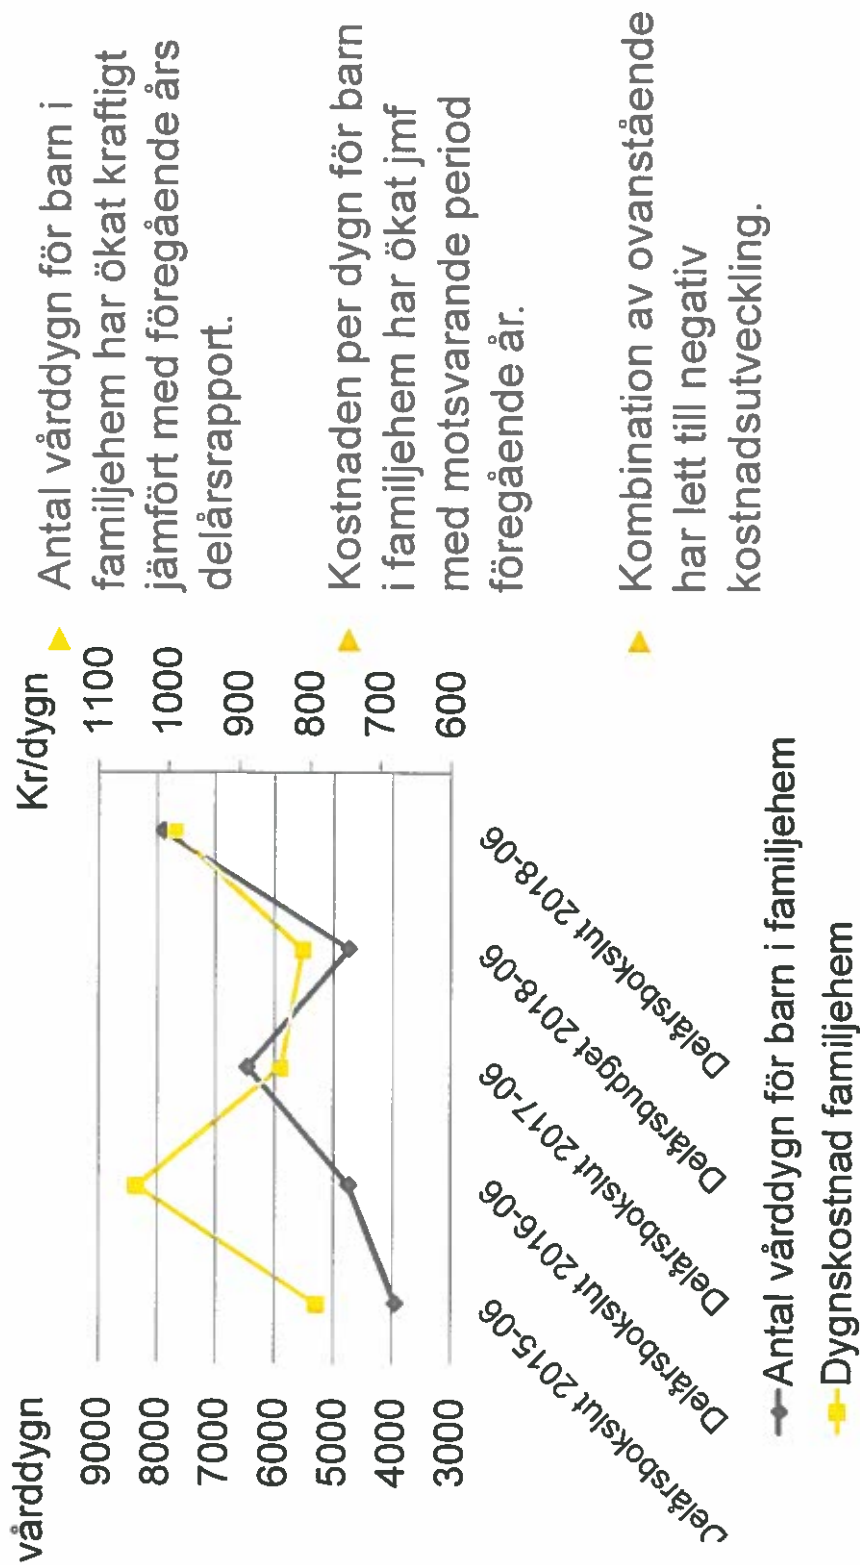 vårddygn
Kr/dygn
9000
8000
7000
6000
5000
4000
3000
1100
1000
900
800
700
600
Delårsbokslut 2015-06
Delårsbokslut 2016-06
Delårsbokslut 2017-06
Delårsbudget 2018-06
Delårsbokslut 2018-06
Antal vårddygn för barn i familjehem
Dygnskostnad familjehem
Antal vårddygn för barn i
familjehem har ökat kraftigt
jämfört med föregående års
delårsrapport.
Kostnaden per dygn för barn
i familjehem har ökat jmf
med motsvarande period
föregående år.
Kombination av ovanstående
har lett till negativ
kostnadsutveckling.